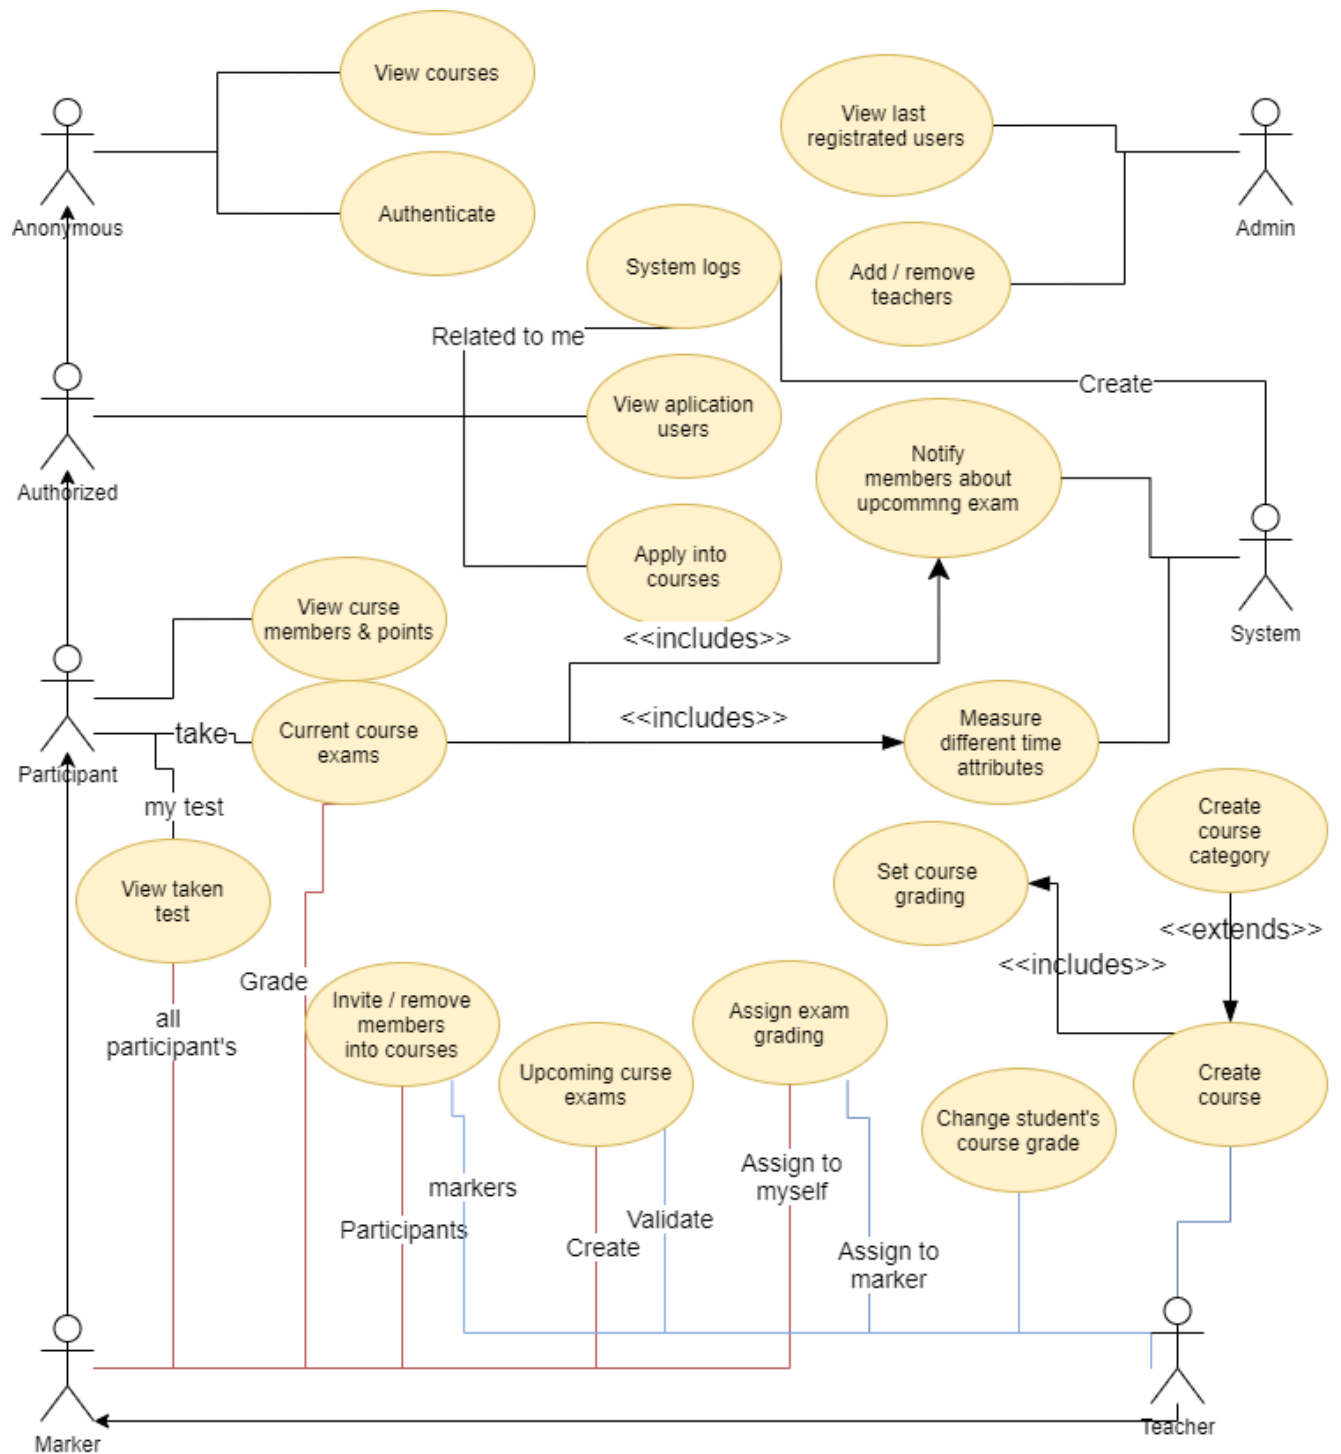 View courses
View last
registrated users
Authenticate
Anonymous
Admin
System logs
Add / remove
teachers
Related to me
Create
View aplication
users
Notify
members about
upcommng exam
Authorized
Apply into
courses
View curse
members & points
<<includes>>
System
take
Current course
exams
<<includes>>
Measure
different time
attributes
Participant
my test
Create
course
category
View taken
test
Set course
grading
<<extends>>
<<includes>>
Grade
all
participant's
Invite / remove
members
into courses
Assign exam
grading
Upcoming curse
exams
Create
course
Change student's
course grade
markers
Assign to
myself
Participants
Validate
Create
Assign to
marker
Teacher
Marker